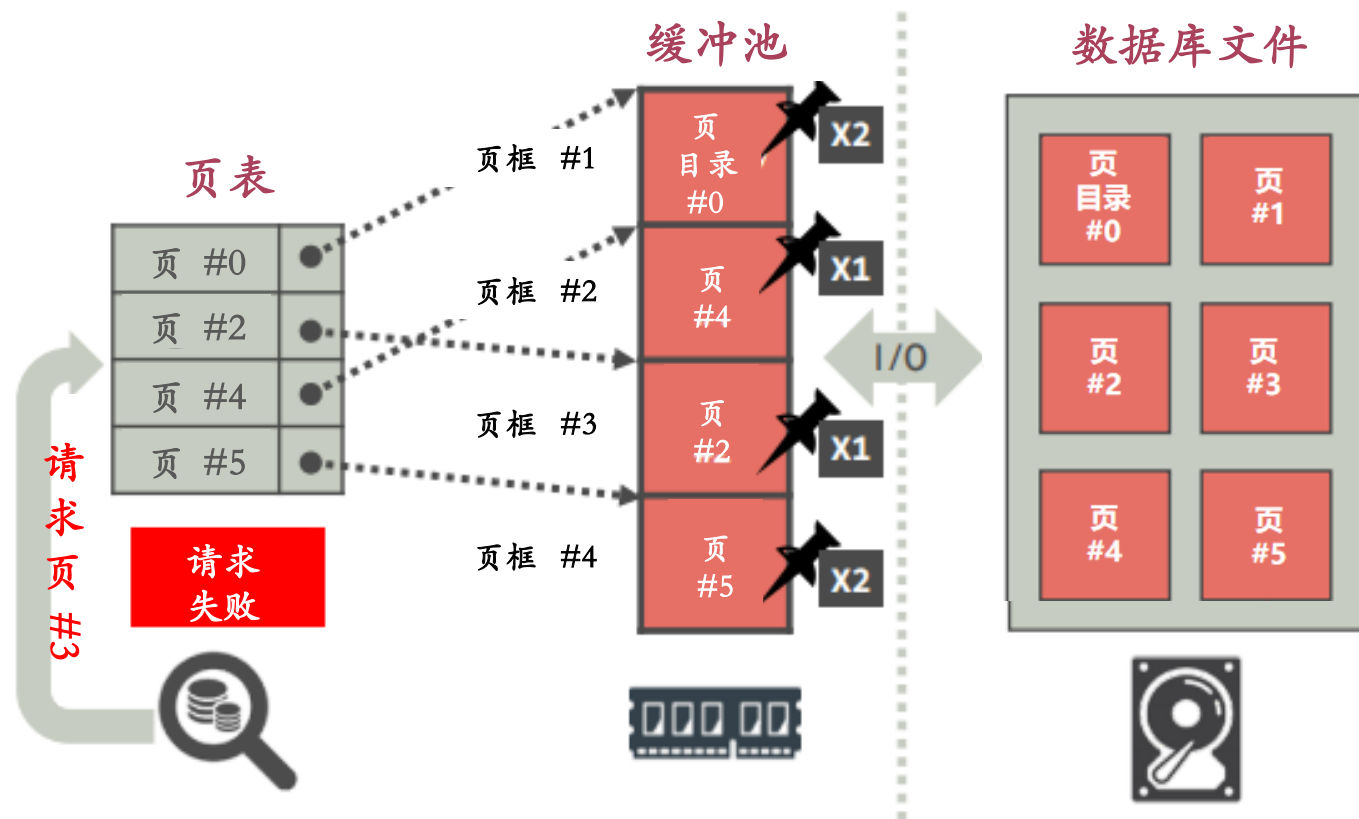 页表
页 #0
页 #2
页 #4
页 #5
请求页 #3
请求
失败
页框 #1
页框 #2
页框 #3
页框 #4
缓冲池
页
目录
#0
X2
页
#4
X1
页
#2
X1
页
#5
X2
I/O
数据库文件
页
目录
#0
页
#1
页
#2
页
#3
页
#4
页
#5